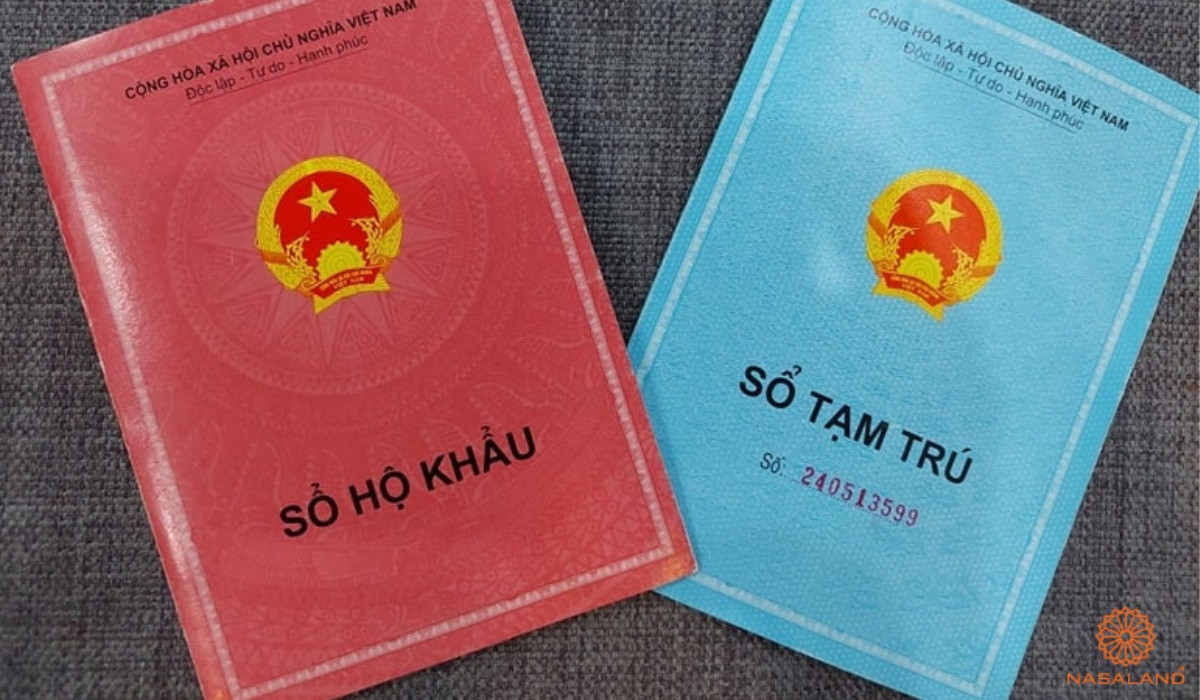 CỘNG HÒA XÃ HỘI CHỦ NGHĨA VIỆT NAM
Độc lập - Tự do - Hạnh phúc
SỔ HỘ KHẨU
CỘNG HÒA XÃ HỘI CHỦ NGHĨA VIỆT NAM
Độc lập - Tự do - Hạnh phúc
SỔ TẠM TRÚ
Số: 240513599
NASALAND